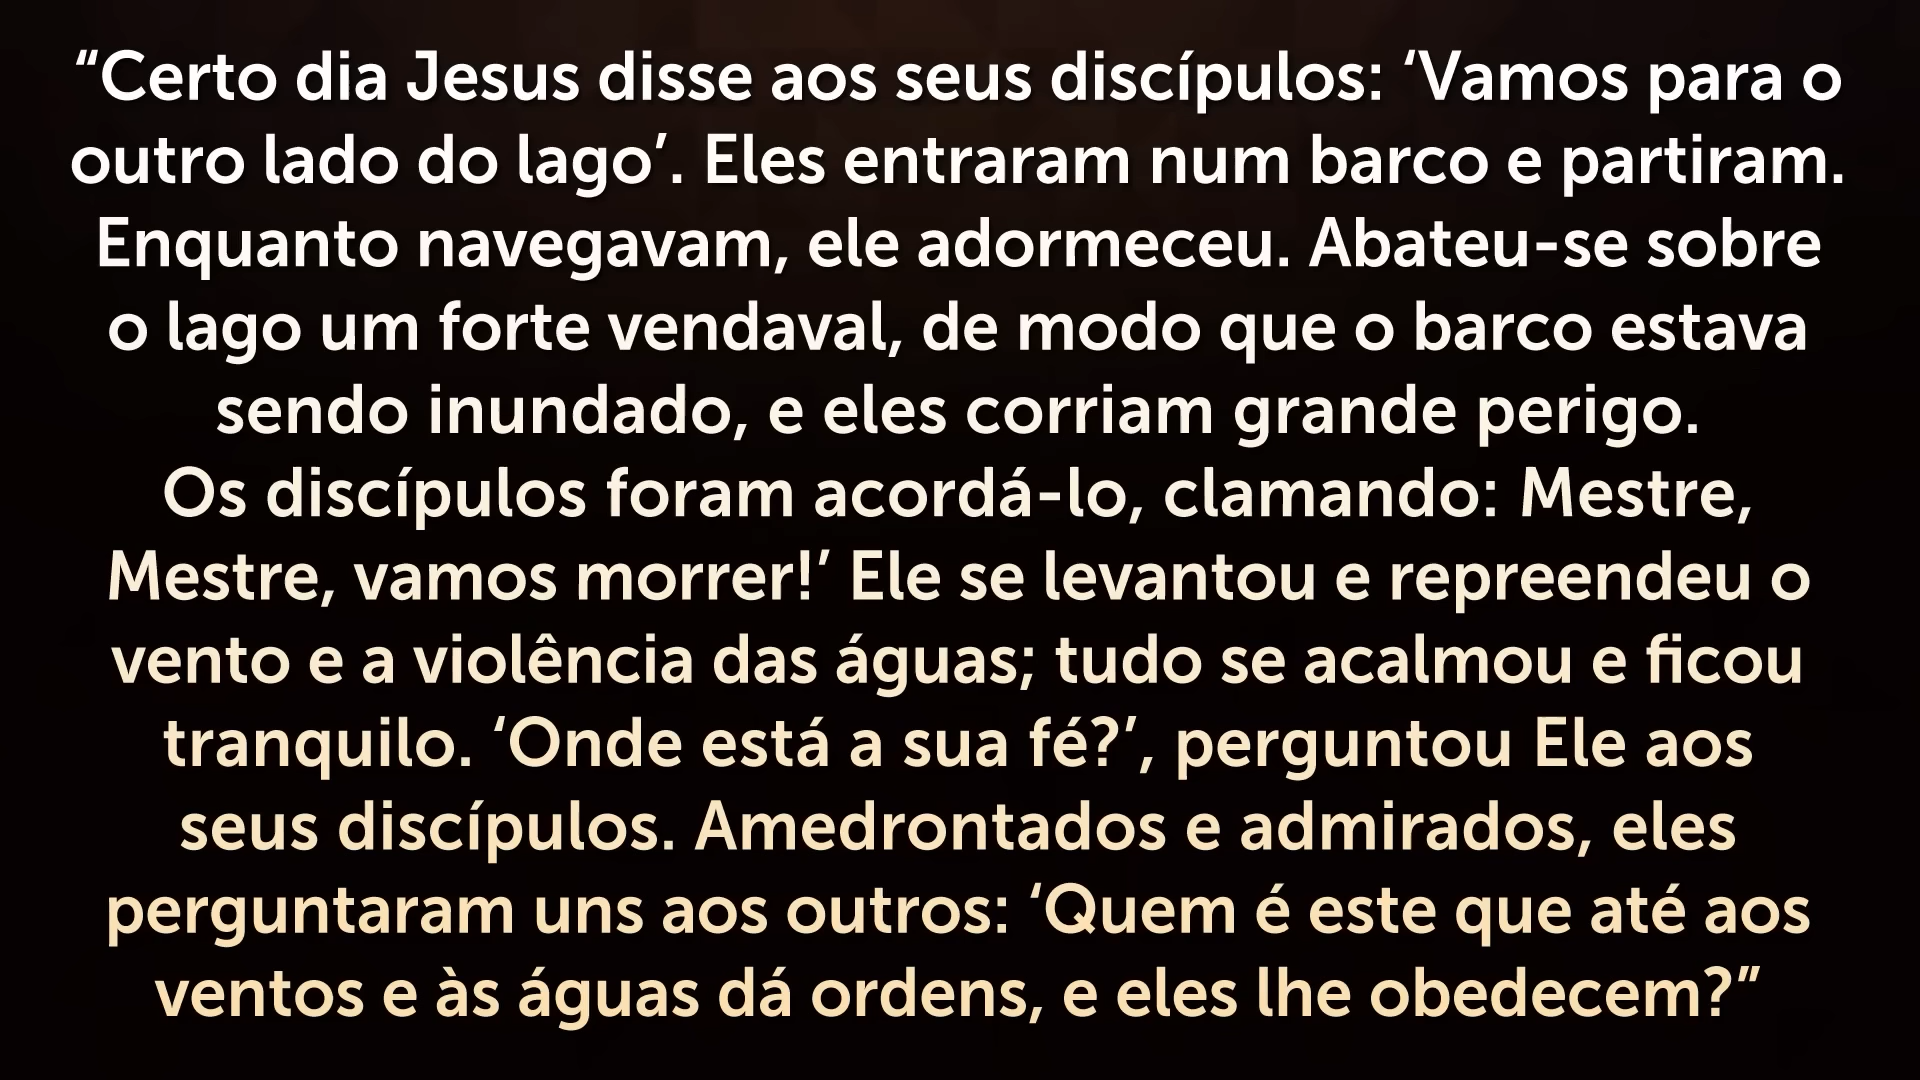 “Certo dia Jesus disse aos seus discípulos: ‘Vamos para o
outro lado do lago’. Eles entraram num barco e partiram.
Enquanto navegavam, ele adormeceu. Abateu-se sobre
o lago um forte vendaval, de modo que o barco estava
sendo inundado, e eles corriam grande perigo.
Os discípulos foram acordá-lo, clamando: Mestre,
Mestre, vamos morrer!’ Ele se levantou e repreendeu o
vento e a violência das águas; tudo se acalmou e ficou
tranquilo. ‘Onde está a sua fé?’, perguntou Ele aos
seus discípulos. Amedrontados e admirados, eles
perguntaram uns aos outros: ‘Quem é este que até aos
ventos e às águas dá ordens, e eles lhe obedecem?”